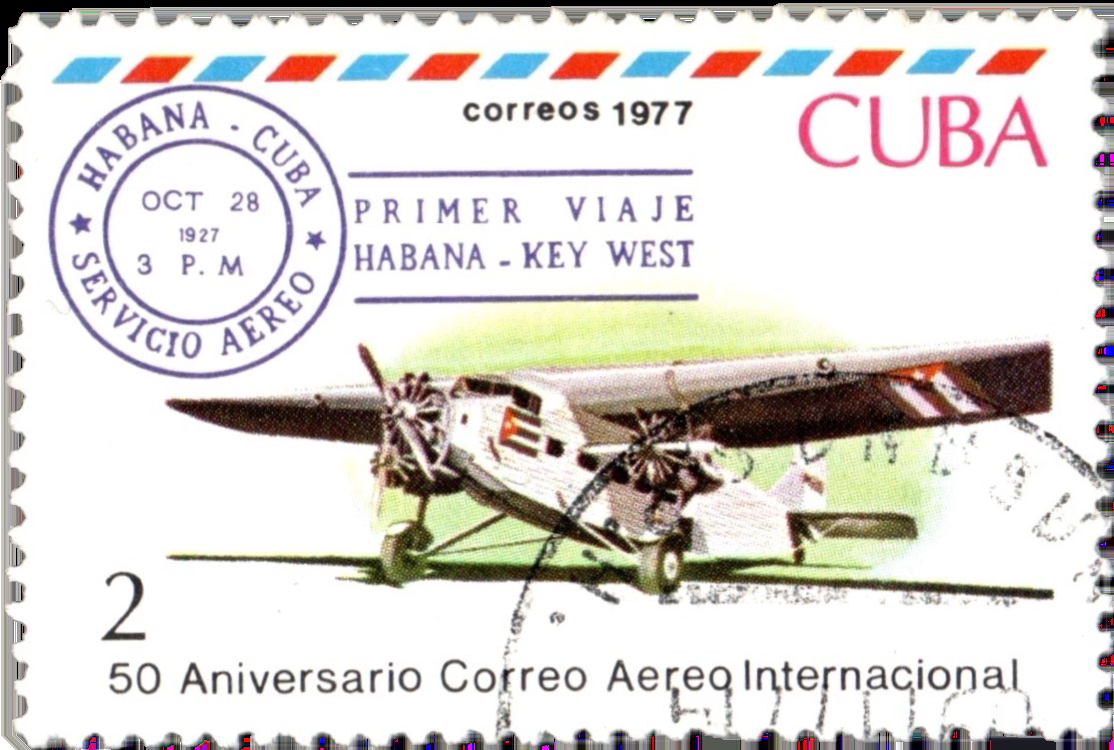 correos 1977
CUBA
HABANA - CUBA
OCT 28
1927
3 P. M
SERVICIO AEREO
PRIMER VIAJE
HABANA - KEY WEST
2
50 Aniversario Correo Aereo Internacional